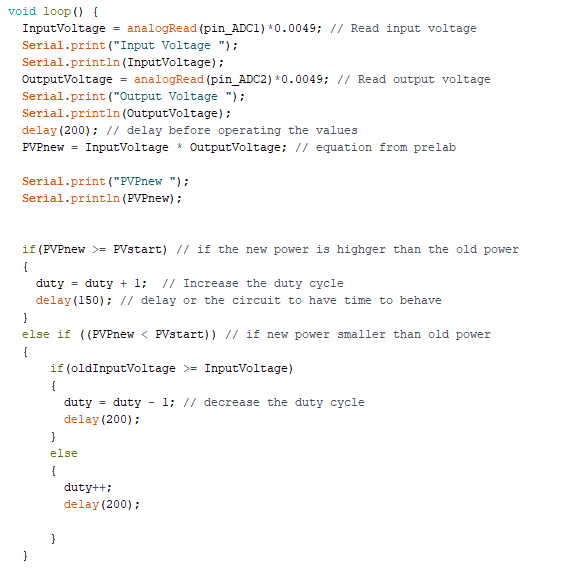 void loop() {
InputVoltage = analogRead(pin_ADC1)*0.0049; // Read input voltage
Serial.print("Input Voltage ");
Serial.println(InputVoltage);
OutputVoltage = analogRead(pin_ADC2)*0.0049; // Read output voltage
Serial.print("Output Voltage ");
Serial.println(OutputVoltage);
delay(200); // delay before operating the values
PVPnew = InputVoltage * OutputVoltage; // equation from prelab
Serial.print("PVPnew ");
Serial.println(PVPnew);
if(PVPnew >= PVstart) // if the new power is highger than the old power
{
duty = duty + 1;  // Increase the duty cycle
delay(150); // delay or the circuit to have time to behave
}
else if ((PVPnew < PVstart)) // if new power smaller than old power
{
if(oldInputVoltage >= InputVoltage)
{
duty = duty - 1; // decrease the duty cycle
delay(200);
}
else
{
duty++;
delay(200);
}
}